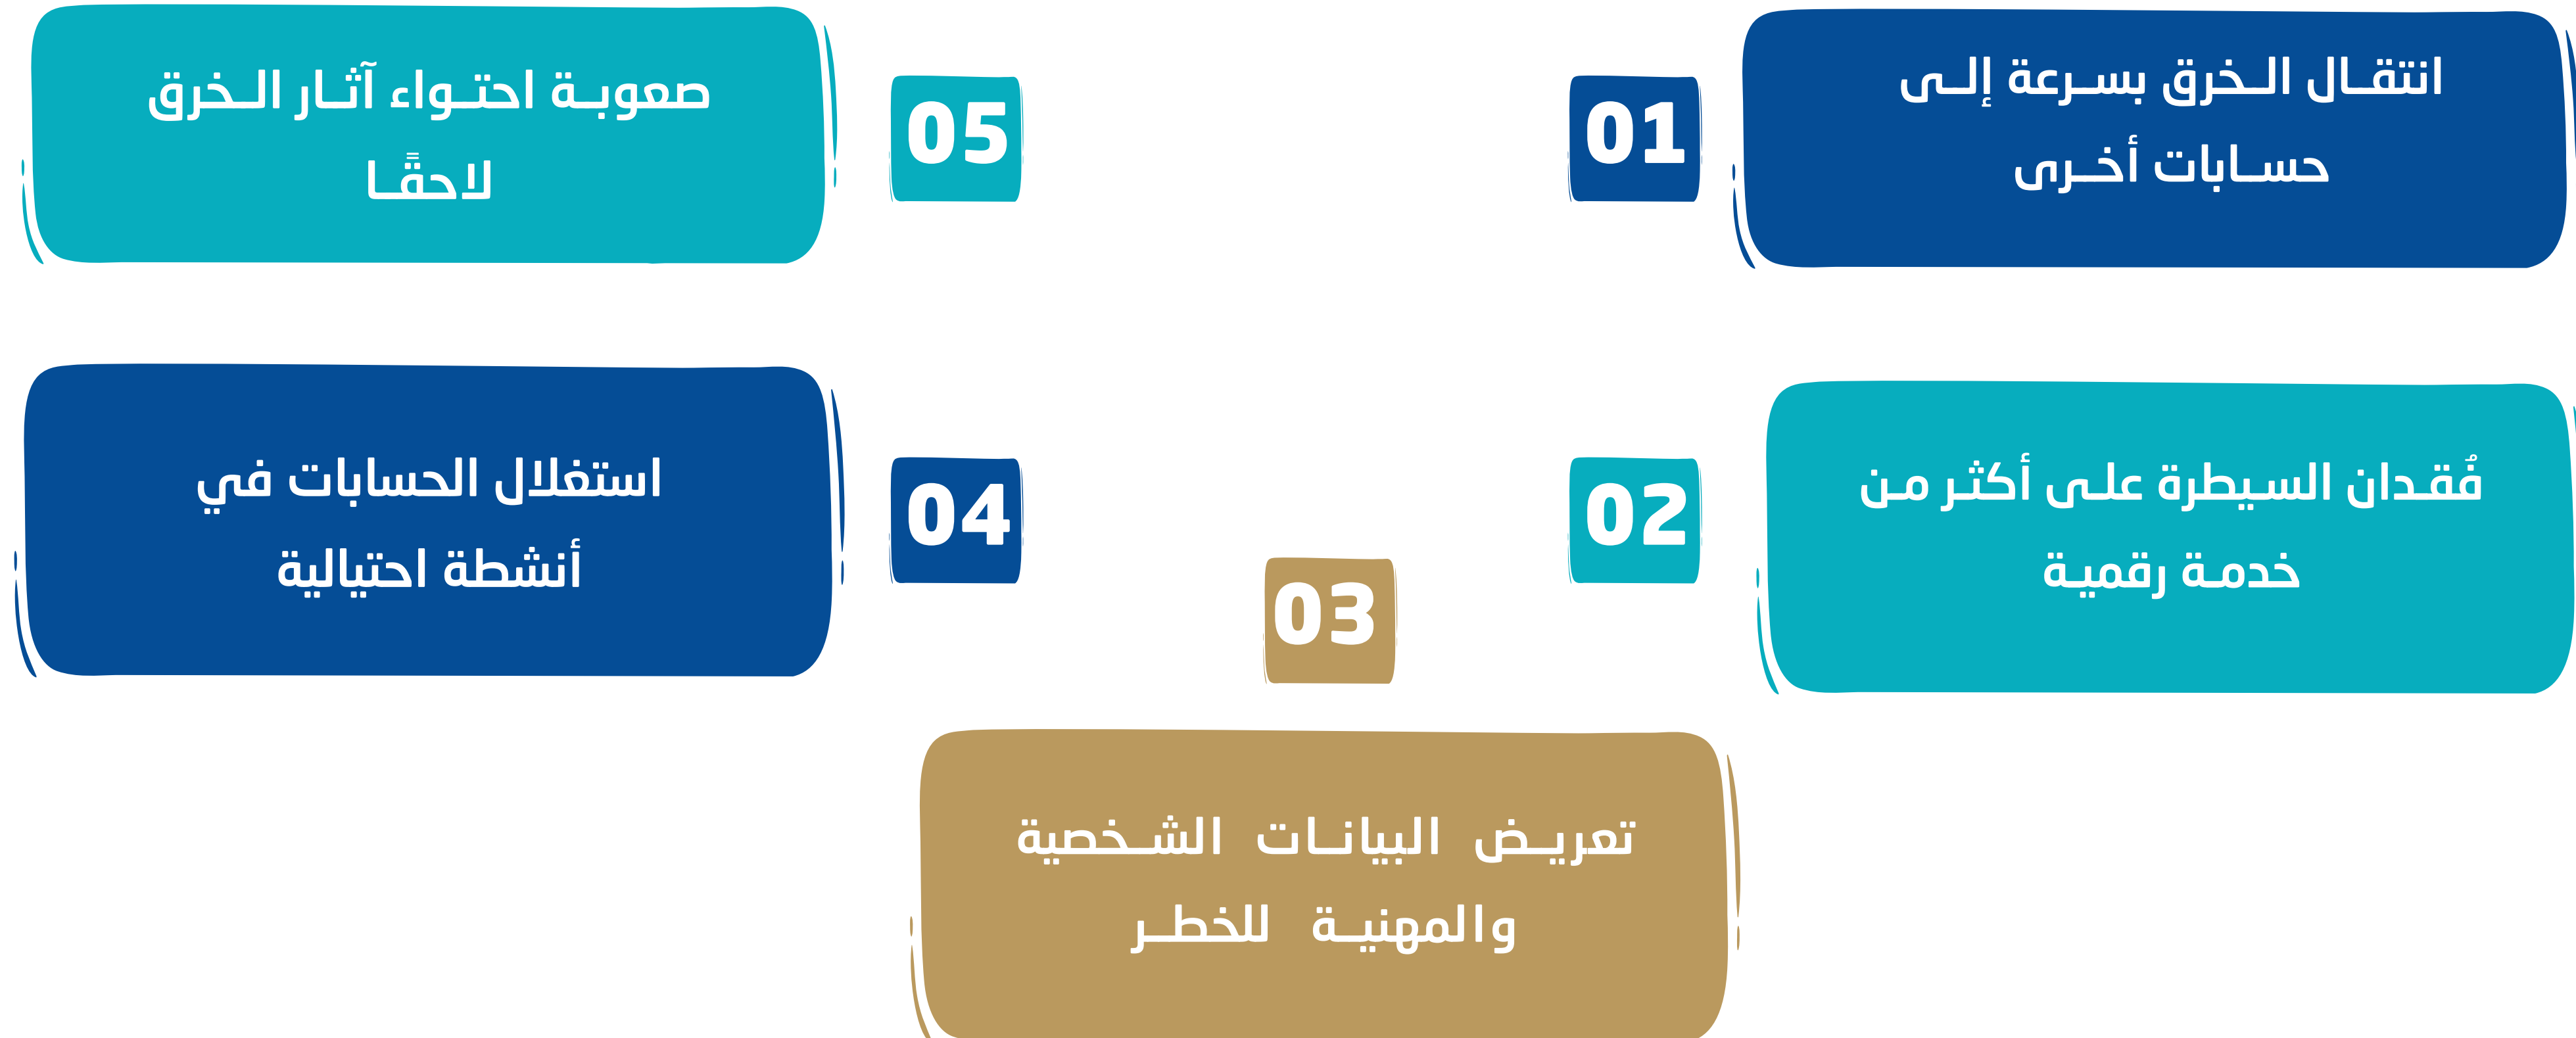 01
انتقال الخرق بسرعة إلى
حسابات أخرى
02
فُقدان السيطرة على أكثر من
خدمة رقمية
03
تعريض البيانات الشخصية
والمهنية للخطر
04
استغلال الحسابات في
أنشطة احتيالية
05
صعوبة احتواء آثار الخرق
لاحقًا